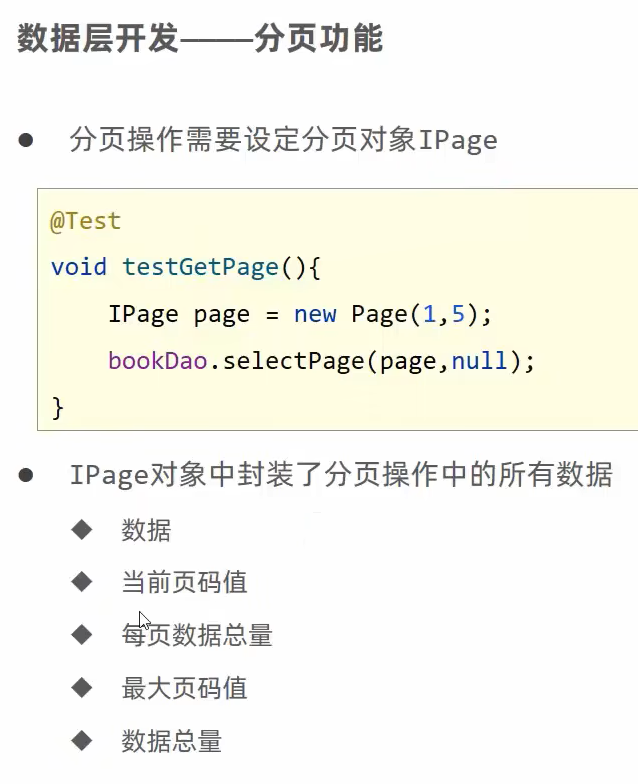 数据层开发——分页功能
● 分页操作需要设定分页对象IPage
@Test
void testGetPage(){
    IPage page = new Page(1,5);
    bookDao.selectPage(page,null);
}
● IPage对象中封装了分页操作中的所有数据
◆ 数据
◆ 当前页码值
◆ 每页数据总量
◆ 最大页码值
◆ 数据总量